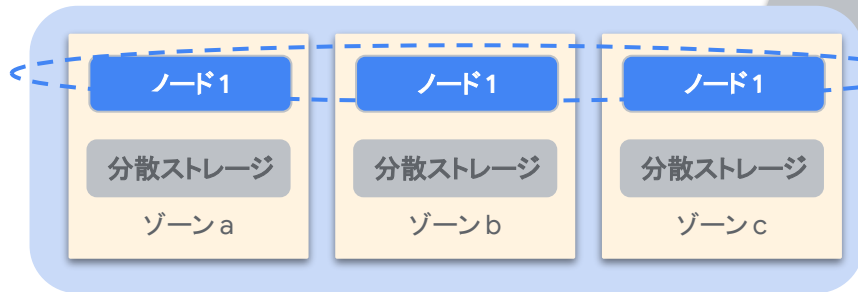 ノード1 ノード1 ノード1
分散ストレージ 分散ストレージ 分散ストレージ
ゾーン a ゾーン b ゾーン c